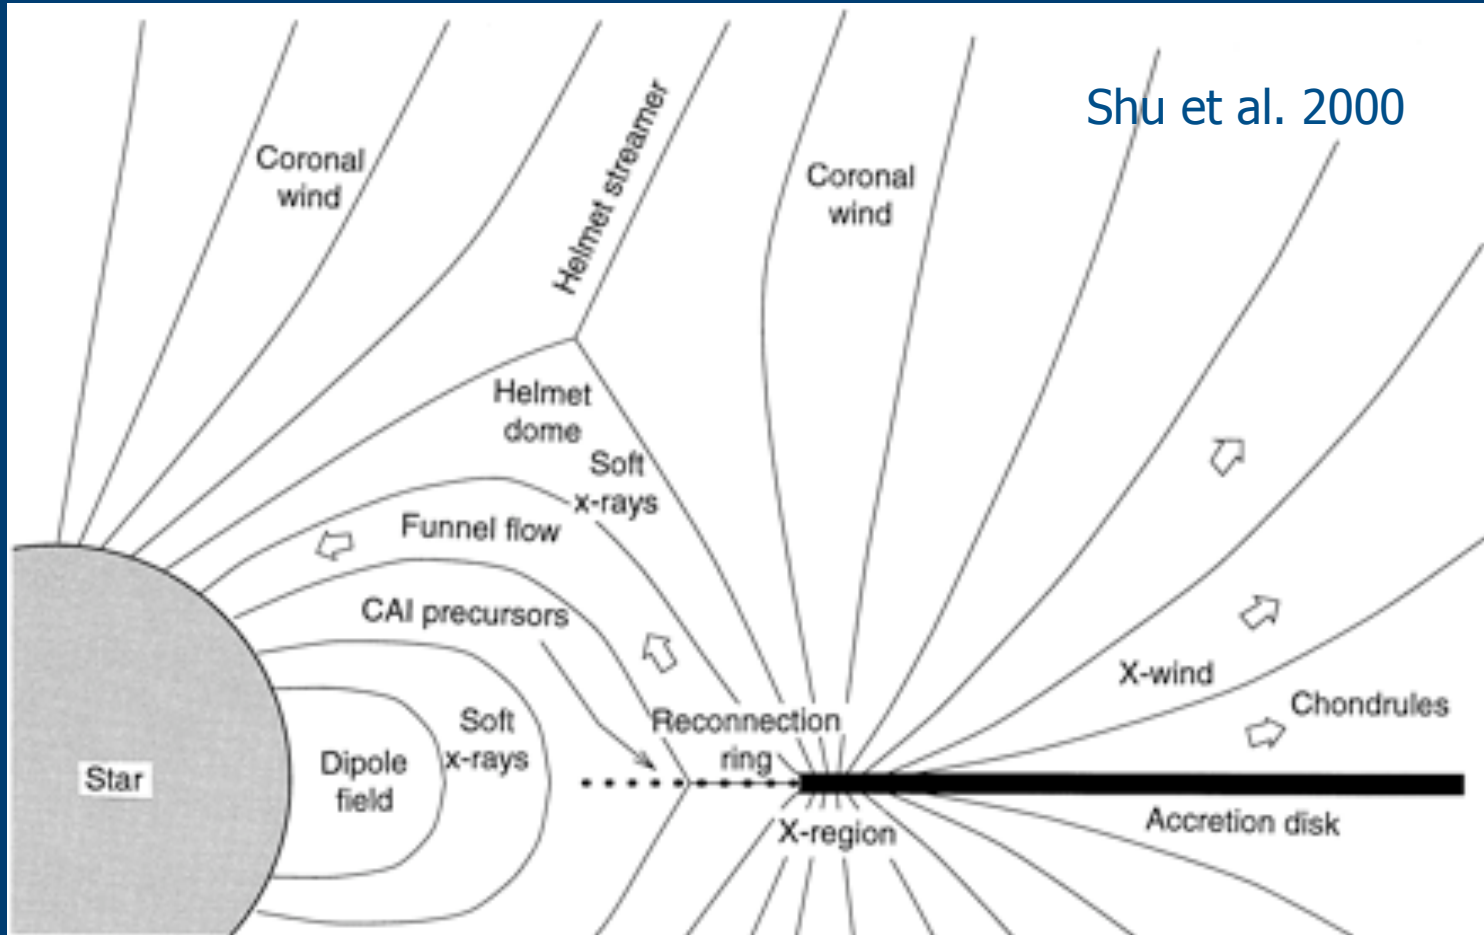 Shu et al. 2000
Coronal
wind
Helmet streamer
Coronal
wind
Helmet
dome
Soft
x-rays
Funnel flow
CAI precursors
X-wind
Chondrules
Reconnection
ring
Soft
x-rays
Dipole
field
Star
X-region
Accretion disk